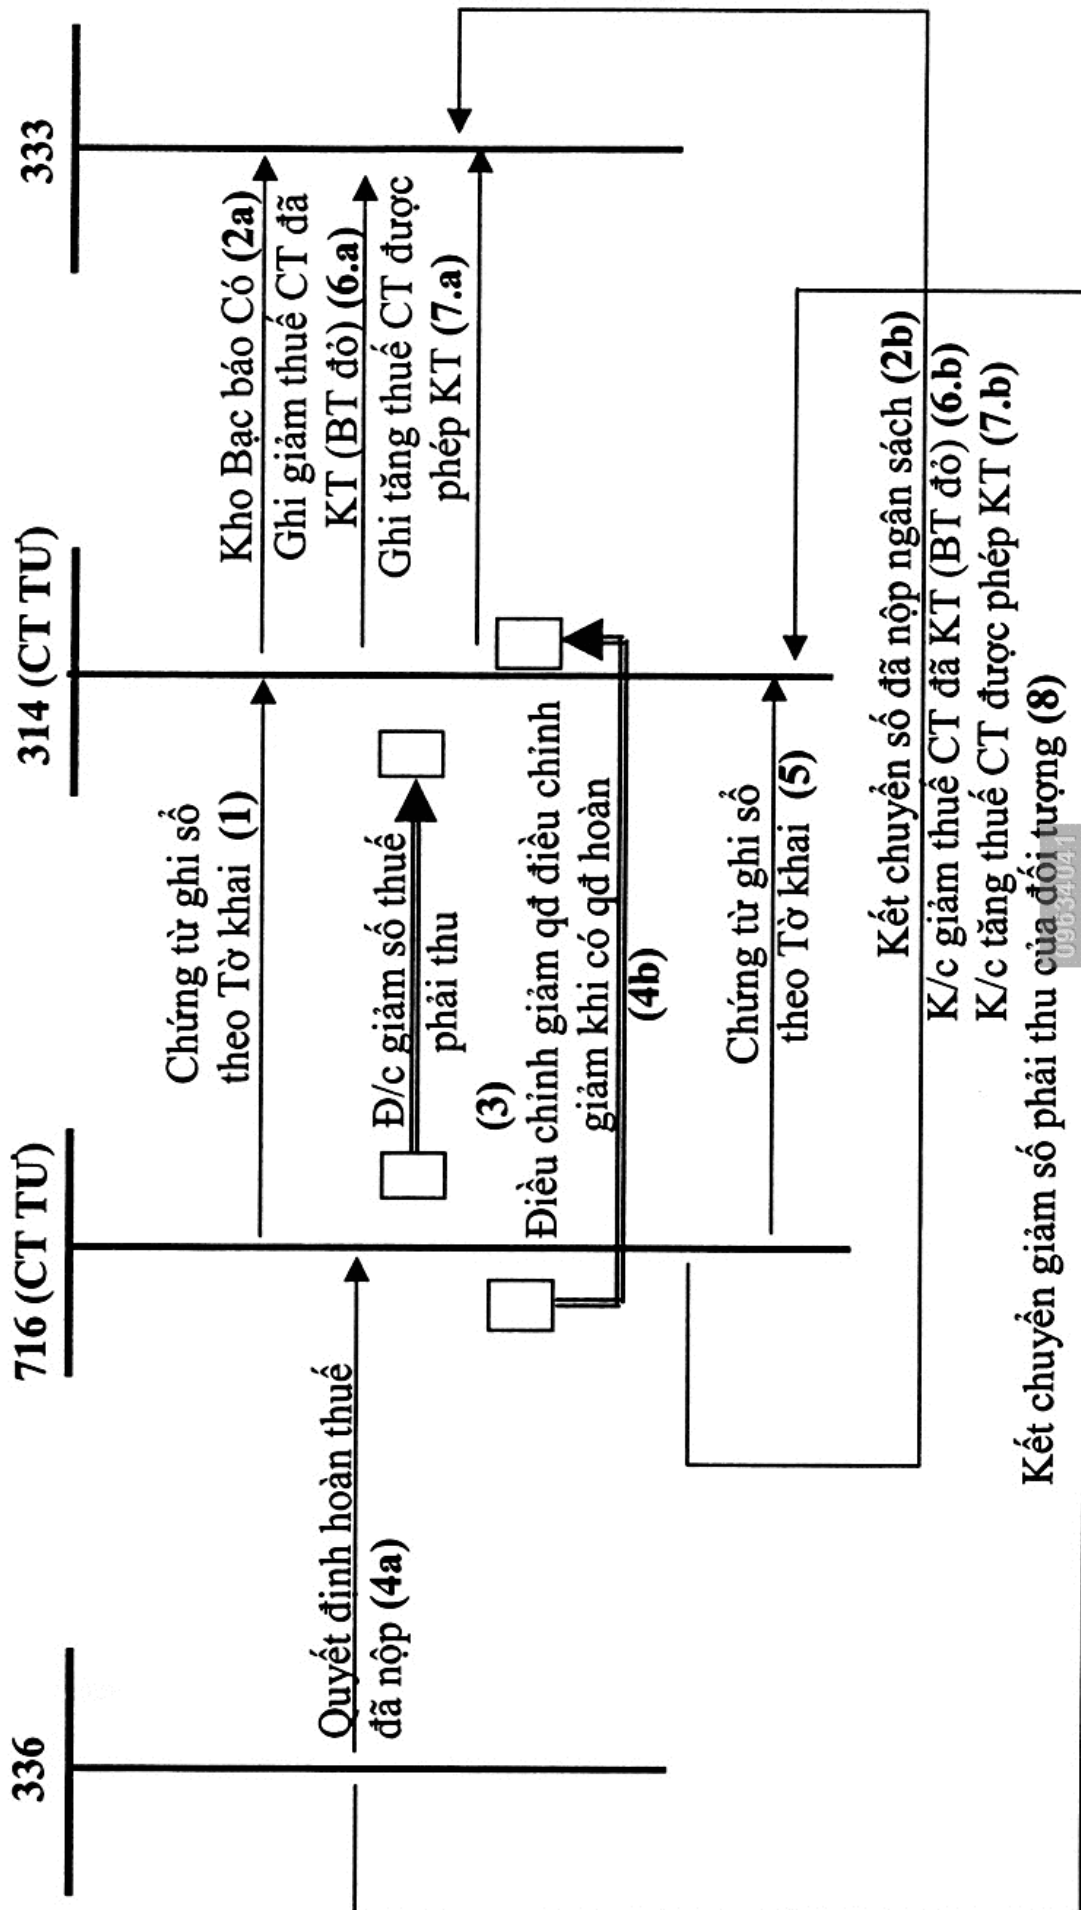 336
716 (CT TƯ)
314 (CT TƯ)
333
Quyết đinh hoàn thuế
đã nộp (4a)
Chứng từ ghi sổ
theo Tờ khai (1)
Đ/c giảm số thuế
phải thu
(3)
Điều chỉnh giảm qđ điều chỉnh
giảm khi có qđ hoàn
(4b)
Chứng từ ghi sổ
theo Tờ khai (5)
Kho Bạc báo Có (2a)
Ghi giảm thuế CT đã
KT (BT đỏ) (6.a)
Ghi tăng thuế CT được
phép KT (7.a)
Kết chuyển số đã nộp ngân sách (2b)
K/c giảm thuế CT đã KT (BT đỏ) (6.b)
K/c tăng thuế CT được phép KT (7.b)
Kết chuyển giảm số phải thu của đối tượng (8)
09634041